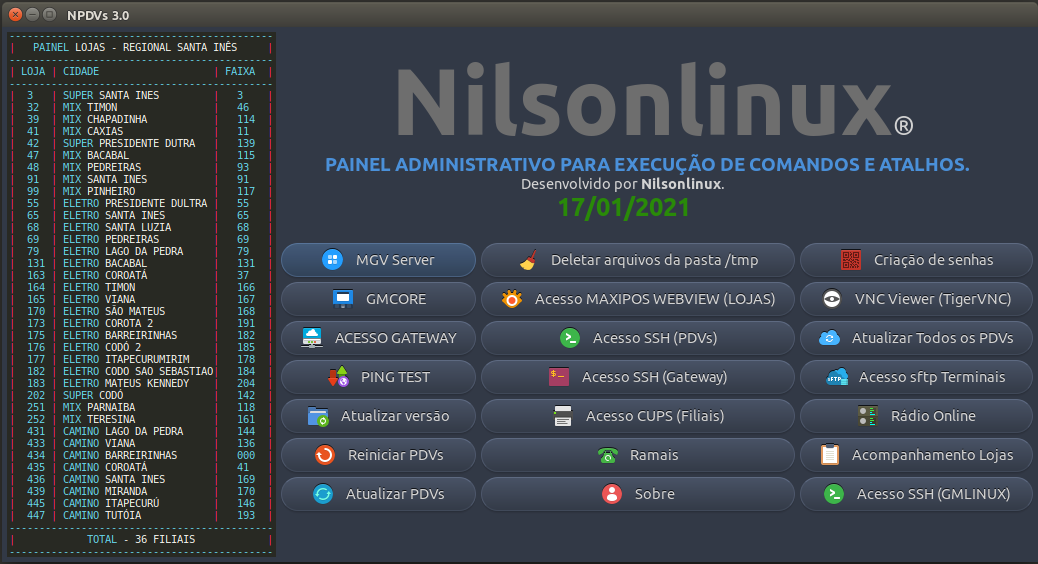 NPDVs 3.0
PAINEL LOJAS - REGIONAL SANTA INÊS
LOJA | CIDADE | FAIXA
3 | SUPER SANTA INES | 3
32 | MIX TIMON | 46
39 | MIX CHAPADINHA | 114
41 | MIX CAXIAS | 11
42 | SUPER PRESIDENTE DUTRA | 139
47 | MIX BACABAL | 115
48 | MIX PEDREIRAS | 93
91 | MIX SANTA INES | 91
99 | MIX PINHEIRO | 117
55 | ELETRO PRESIDENTE DULTRA | 55
65 | ELETRO SANTA INES | 65
68 | ELETRO SANTA LUZIA | 68
69 | ELETRO PEDREIRAS | 69
79 | ELETRO LAGO DA PEDRA | 79
131 | ELETRO BACABAL | 131
163 | ELETRO COROATÁ | 37
164 | ELETRO TIMON | 166
165 | ELETRO VIANA | 167
170 | ELETRO SÃO MATEUS | 168
173 | ELETRO COROTA 2 | 191
175 | ELETRO BARREIRINHAS | 182
176 | ELETRO CODÓ 2 | 185
177 | ELETRO ITAPECURUMIRIM | 178
182 | ELETRO CODO SAO SEBASTIAO | 184
183 | ELETRO MATEUS KENNEDY | 204
202 | SUPER CODÓ | 142
251 | MIX PARNAIBA | 118
252 | MIX TERESINA | 161
431 | CAMINO LAGO DA PEDRA | 144
433 | CAMINO VIANA | 136
434 | CAMINO BARREIRINHAS | 000
435 | CAMINO COROATÁ | 41
436 | CAMINO SANTA INES | 169
439 | CAMINO MIRANDA | 170
445 | CAMINO ITAPECURÚ | 146
447 | CAMINO TUTÓIA | 193
TOTAL - 36 FILIAIS
Nilsonlinux®
PAINEL ADMINISTRATIVO PARA EXECUÇÃO DE COMANDOS E ATALHOS.
Desenvolvido por Nilsonlinux.
17/01/2021
MGV Server
Deletar arquivos da pasta /tmp
Criação de senhas
GMCORE
Acesso MAXIPOS WEBVIEW (LOJAS)
VNC Viewer (TigerVNC)
ACESSO GATEWAY
Acesso SSH (PDVs)
Atualizar Todos os PDVs
PING TEST
Acesso SSH (Gateway)
sFTP
Acesso sftp Terminais
Atualizar versão
Acesso CUPS (Filiais)
Rádio Online
Reiniciar PDVs
Ramais
Acompanhamento Lojas
Atualizar PDVs
Sobre
Acesso SSH (GMLINUX)